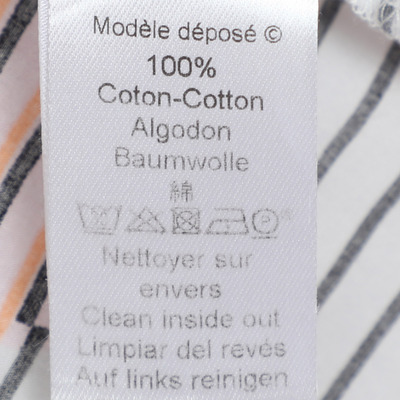 Modèle déposé ©
100%
Coton-Cotton
Algodon
Baumwolle
綿
Nettoyer sur
envers
Clean inside out
Limpiar del revés
Auf links reinigen